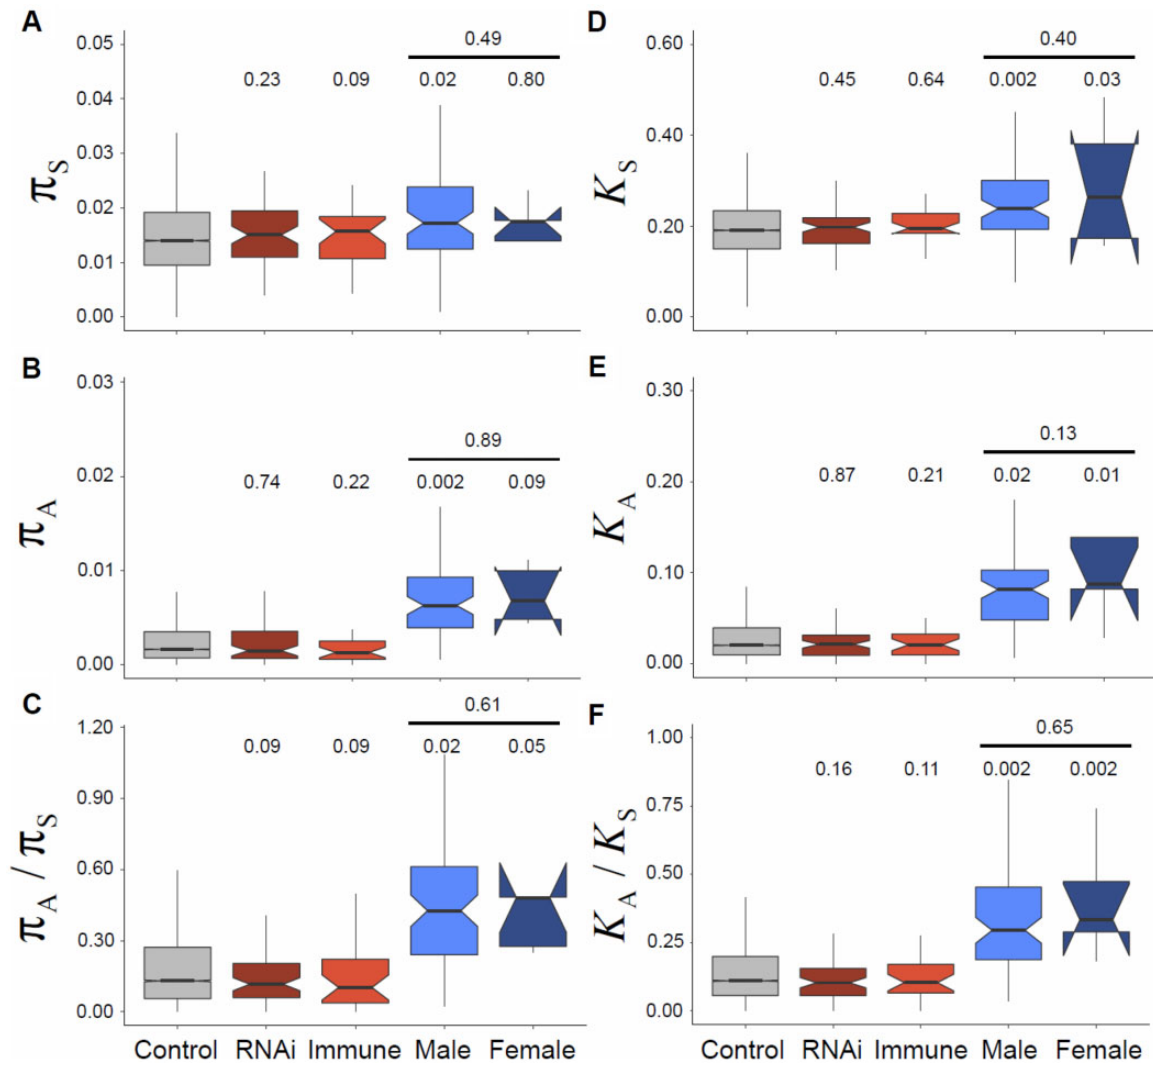 A
πS
0.05
0.04
0.03
0.02
0.01
0.00
0.49
0.23 0.09 0.02 0.80
D
KS
0.60
0.40
0.20
0.00
0.40
0.45 0.64 0.002 0.03
B
πA
0.03
0.02
0.01
0.00
0.89
0.74 0.22 0.002 0.09
E
KA
0.30
0.20
0.10
0.00
0.13
0.87 0.21 0.02 0.01
C
πA / πS
1.20
0.90
0.60
0.30
0.00
0.61
0.09 0.09 0.02 0.05
Control RNAi Immune Male Female
F
KA / KS
1.00
0.75
0.50
0.25
0.00
0.65
0.16 0.11 0.002 0.002
Control RNAi Immune Male Female